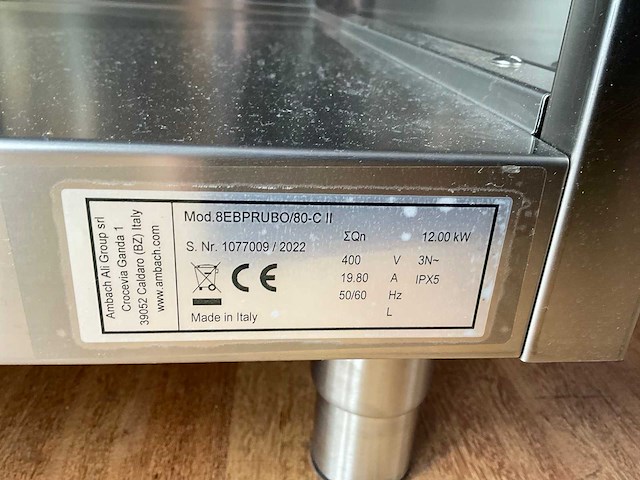 Ambach Ali Group srl
Crocevia Ganda 1
39052 Caldaro (BZ) Italy
www.ambach.com
Mod.8EBPRUBO/80-C II
S. Nr. 1077009 / 2022
CE
Made in Italy
ΣQn 12.00 kW
400 V 3N~
19.80 A IPX5
50/60 Hz
L